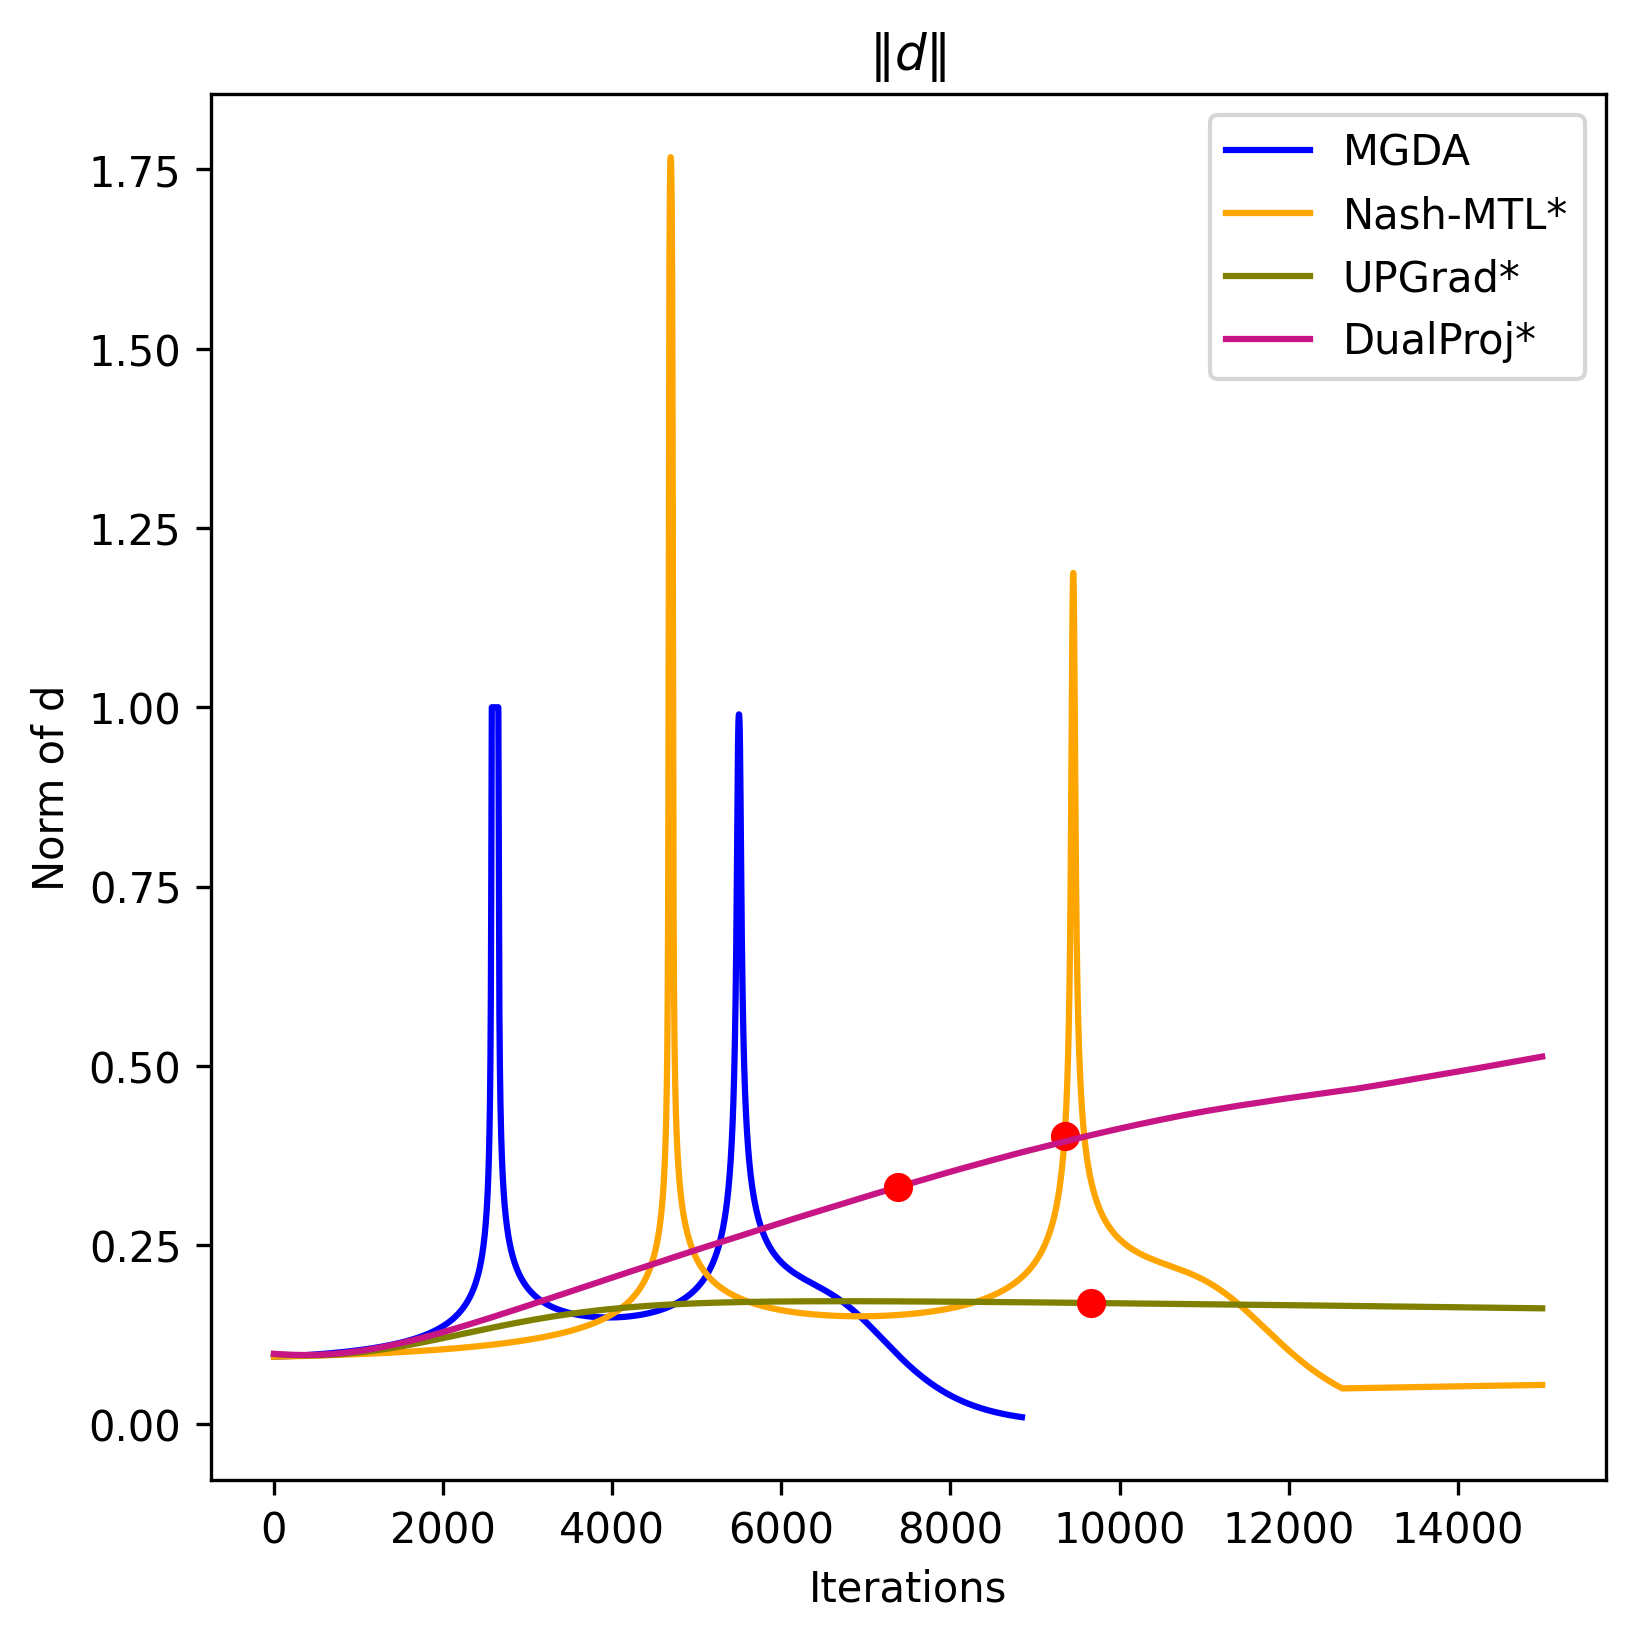 ‖d‖
MGDA
Nash-MTL*
UPGrad*
DualProj*
1.75
1.50
1.25
1.00
0.75
0.50
0.25
0.00
Norm of d
0 2000 4000 6000 8000 10000 12000 14000
Iterations